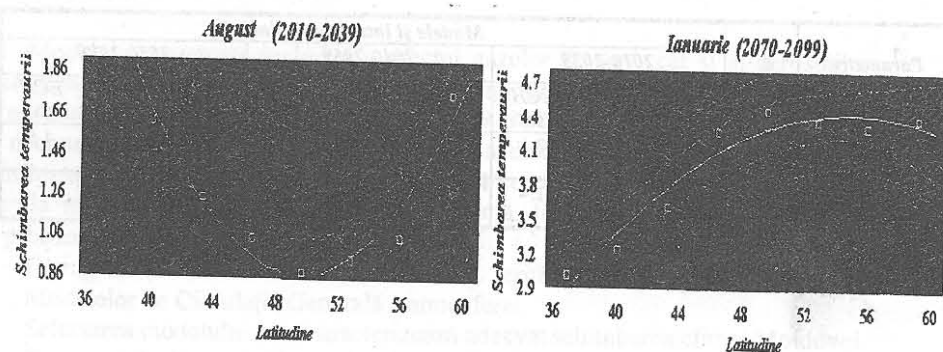 August (2010-2039)
Schimbarea temperaurii
1.86
1.66
1.46
1.26
1.06
0.86
36 40 44 48 52 56 60
Latitudine
Ianuarie (2070-2099)
Schimbarea temperaurii
4.7
4.4
4.1
3.8
3.5
3.2
2.9
36 40 44 48 52 56 60
Latitudine